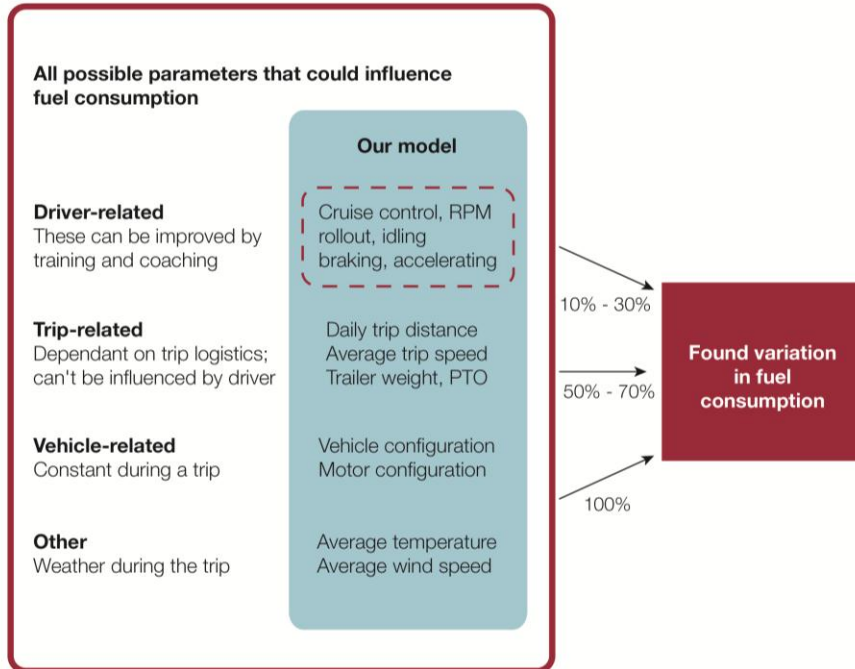 All possible parameters that could influence
fuel consumption
Our model
Driver-related
These can be improved by
training and coaching
Cruise control, RPM
rollout, idling
braking, accelerating
Trip-related
Dependant on trip logistics;
can't be influenced by driver
Daily trip distance
Average trip speed
Trailer weight, PTO
Vehicle-related
Constant during a trip
Vehicle configuration
Motor configuration
Other
Weather during the trip
Average temperature
Average wind speed
10% - 30%
50% - 70%
100%
Found variation
in fuel
consumption